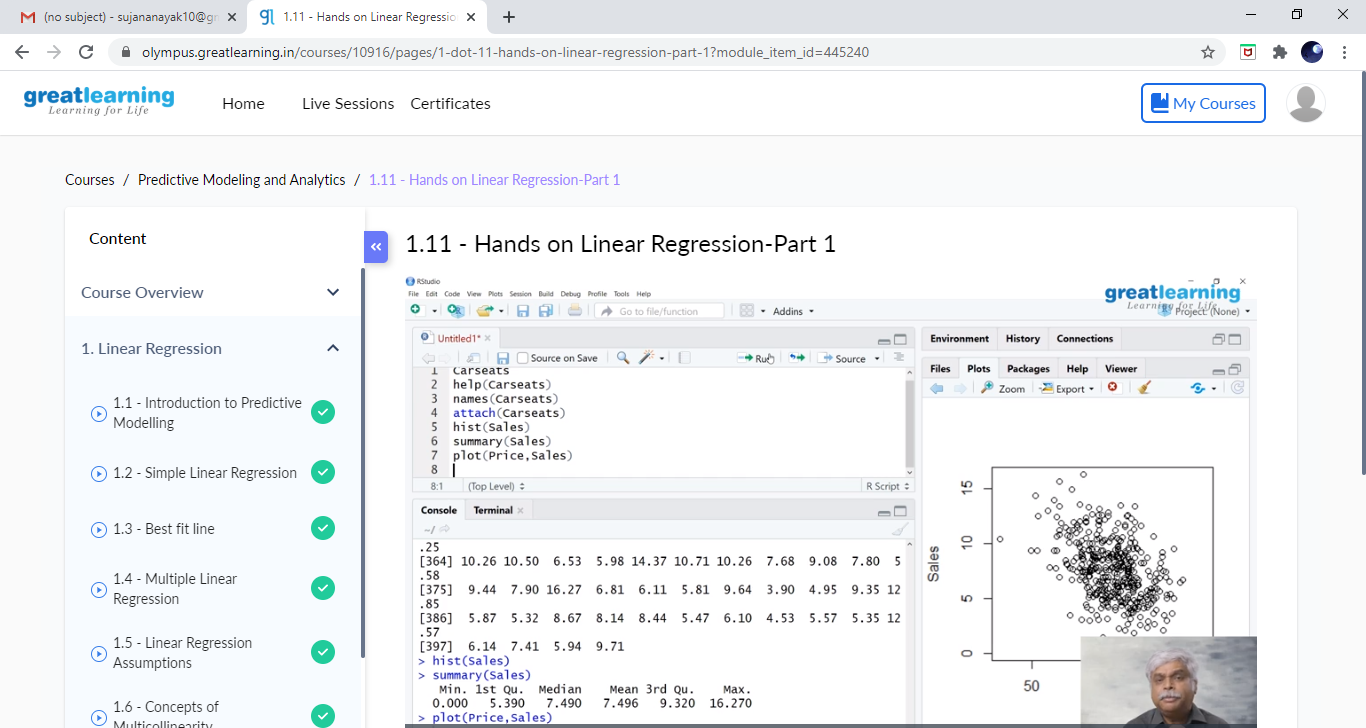 (no subject) - sujananayak10@gr
1.11 - Hands on Linear Regressio
olympus.greatlearning.in/courses/10916/pages/1-dot-11-hands-on-linear-regression-part-1?module_item_id=445240
greatlearning
Learning for Life
Home
Live Sessions
Certificates
My Courses
Courses / Predictive Modeling and Analytics / 1.11 - Hands on Linear Regression-Part 1
Content
Course Overview
1. Linear Regression
1.1 - Introduction to Predictive
Modelling
1.2 - Simple Linear Regression
1.3 - Best fit line
1.4 - Multiple Linear
Regression
1.5 - Linear Regression
Assumptions
1.6 - Concepts of
Multicollinearity
«
1.11 - Hands on Linear Regression-Part 1
RStudio
File Edit Code View Plots Session Build Debug Profile Tools Help
greatlearning
Learning for Life
Go to file/function
Addins
Project: (None)
Untitled1*
Source on Save
Run
Source
1 Carseats
2 help(Carseats)
3 names(Carseats)
4 attach(Carseats)
5 hist(Sales)
6 summary(Sales)
7 plot(Price,Sales)
8
8:1 (Top Level) R Script
Console Terminal
~/
.25
[364] 10.26 10.50 6.53 5.98 14.37 10.71 10.26 7.68 9.08 7.80 5
.58
[375] 9.44 7.90 16.27 6.81 6.11 5.81 9.64 3.90 4.95 9.35 12
.85
[386] 5.87 5.32 8.67 8.14 8.44 5.47 6.10 4.53 5.57 5.35 12
.57
[397] 6.14 7.41 5.94 9.71
> hist(Sales)
> summary(Sales)
Min. 1st Qu. Median Mean 3rd Qu. Max.
0.000 5.390 7.490 7.496 9.320 16.270
> plot(Price,Sales)
Environment History Connections
Files Plots Packages Help Viewer
Zoom Export
Sales
15
10
5
0
50